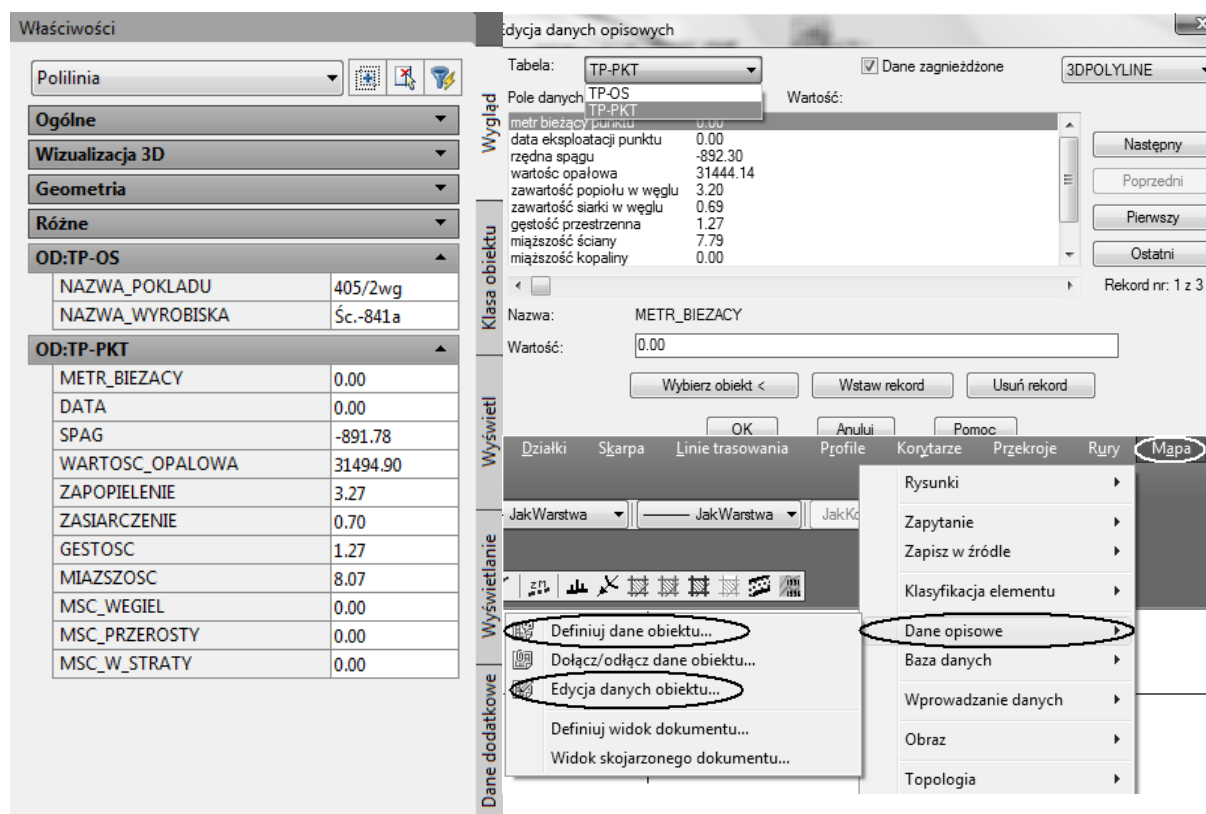 Właściwości
Polilinia
Ogólne
Wizualizacja 3D
Geometria
Różne
OD:TP-OS
NAZWA_POKLADU 405/2wg
NAZWA_WYROBISKA Śc.-841a
OD:TP-PKT
METR_BIEZACY 0.00
DATA 0.00
SPAG -891.78
WARTOSC_OPALOWA 31494.90
ZAPOPIELENIE 3.27
ZASIARCZENIE 0.70
GESTOSC 1.27
MIAZSZOSC 8.07
MSC_WEGIEL 0.00
MSC_PRZEROSTY 0.00
MSC_W_STRATY 0.00
Wygląd
Klasa obiektu
Wyświetl
Wyświetlanie
Dane dodatkowe
Edycja danych opisowych
Tabela: TP-PKT Dane zagnieżdżone 3DPOLYLINE
TP-OS
TP-PKT
Pole danych Wartość:
metr bieżący punktu 0.00
data eksploatacji punktu 0.00
rzędna spągu -892.30
wartośc opałowa 31444.14
zawartość popiołu w węglu 3.20
zawartość siarki w węglu 0.69
gęstość przestrzenna 1.27
miąższość ściany 7.79
miąższość kopaliny 0.00
Następny
Poprzedni
Pierwszy
Ostatni
Rekord nr: 1 z 3
Nazwa: METR_BIEZACY
Wartość: 0.00
Wybierz obiekt < Wstaw rekord Usuń rekord
OK Anuluj Pomoc
Działki Skarpa Linie trasowania Profile Korytarze Przekroje Rury Mapa
JakWarstwa JakWarstwa JakKo
Rysunki
Zapytanie
Zapisz w źródle
Klasyfikacja elementu
Dane opisowe
Baza danych
Wprowadzanie danych
Obraz
Topologia
Definiuj dane obiektu...
Dołącz/odłącz dane obiektu...
Edycja danych obiektu...
Definiuj widok dokumentu...
Widok skojarzonego dokumentu...